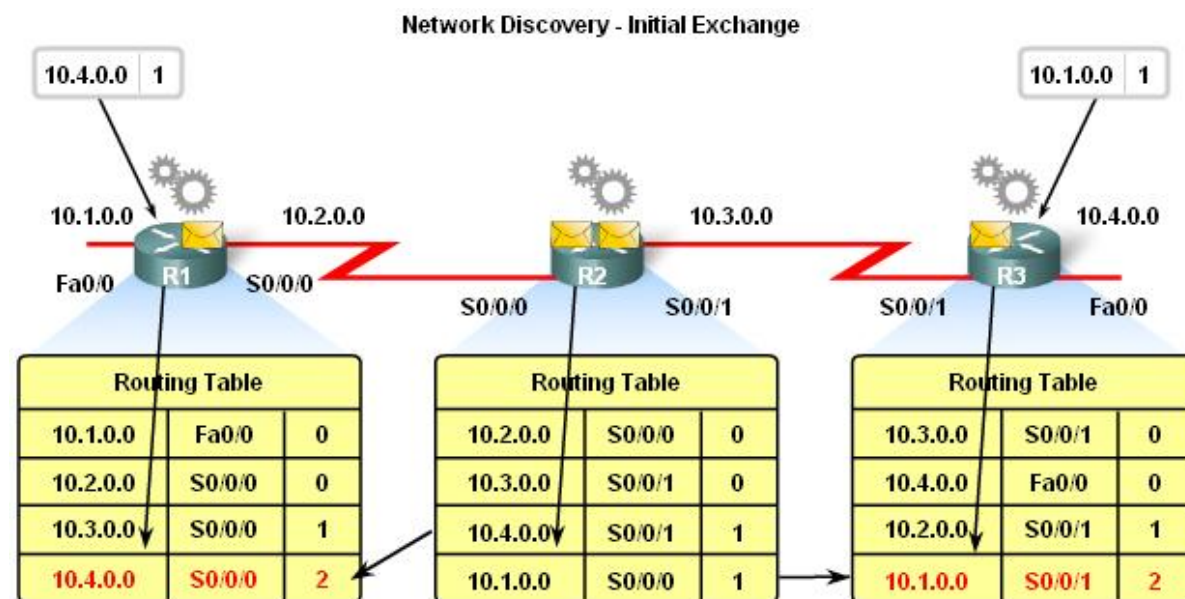 Network Discovery - Initial Exchange
10.4.0.0 1
10.1.0.0 1
10.1.0.0 10.2.0.0 10.3.0.0 10.4.0.0
R1 R2 R3
Fa0/0 S0/0/0 S0/0/0 S0/0/1 S0/0/1 Fa0/0
Routing Table
10.1.0.0 Fa0/0 0
10.2.0.0 S0/0/0 0
10.3.0.0 S0/0/0 1
10.4.0.0 S0/0/0 2
Routing Table
10.2.0.0 S0/0/0 0
10.3.0.0 S0/0/1 0
10.4.0.0 S0/0/1 1
10.1.0.0 S0/0/0 1
Routing Table
10.3.0.0 S0/0/1 0
10.4.0.0 Fa0/0 0
10.2.0.0 S0/0/1 1
10.1.0.0 S0/0/1 2